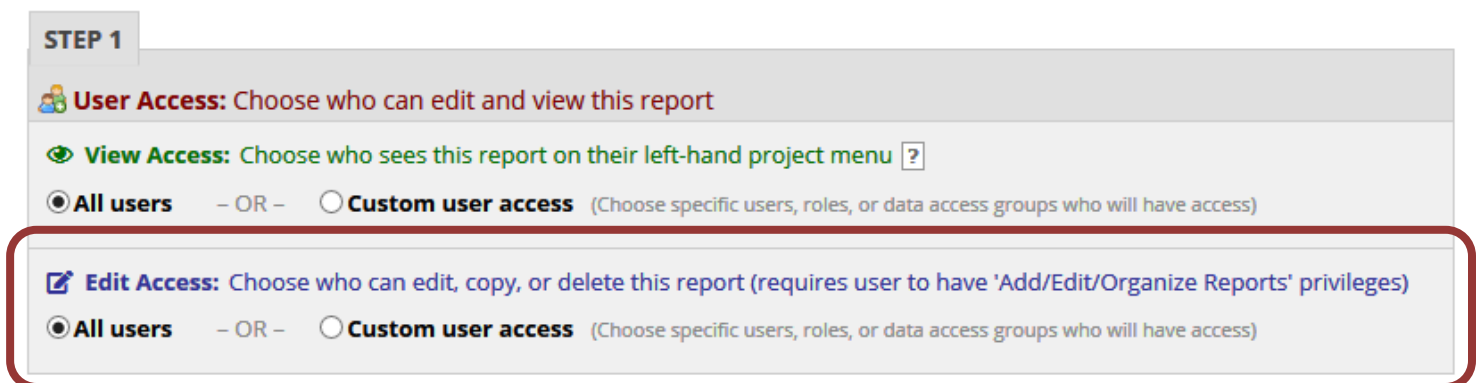 STEP 1
User Access: Choose who can edit and view this report
View Access: Choose who sees this report on their left-hand project menu ?
All users – OR – Custom user access (Choose specific users, roles, or data access groups who will have access)
Edit Access: Choose who can edit, copy, or delete this report (requires user to have 'Add/Edit/Organize Reports' privileges)
All users – OR – Custom user access (Choose specific users, roles, or data access groups who will have access)